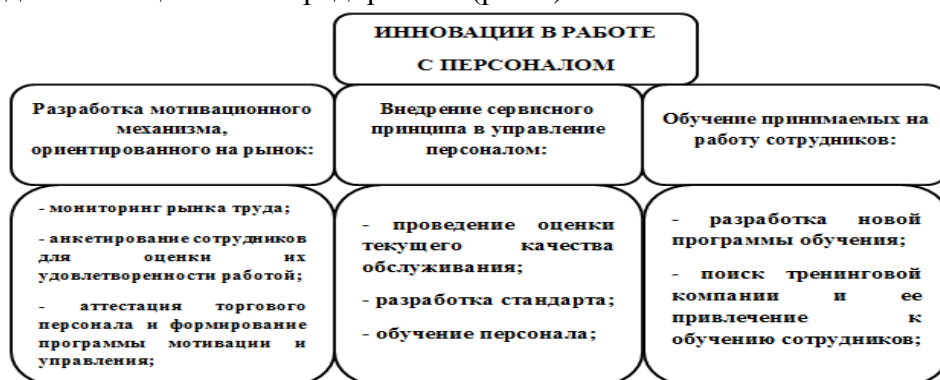 ИННОВАЦИИ В РАБОТЕ
С ПЕРСОНАЛОМ
Разработка мотивационного
механизма,
ориентированного на рынок:
Внедрение сервисного
принципа в управление
персоналом:
Обучение принимаемых на
работу сотрудников:
- мониторинг рынка труда;
- анкетирование сотрудников
для оценки их
удовлетворенности работой;
- аттестация торгового
персонала и формирование
программы мотивации и
управления;
- проведение оценки
текущего качества
обслуживания;
- разработка стандарта;
- обучение персонала;
- разработка новой
программы обучения;
- поиск тренинговой
компании и ее
привлечение к
обучению сотрудников;